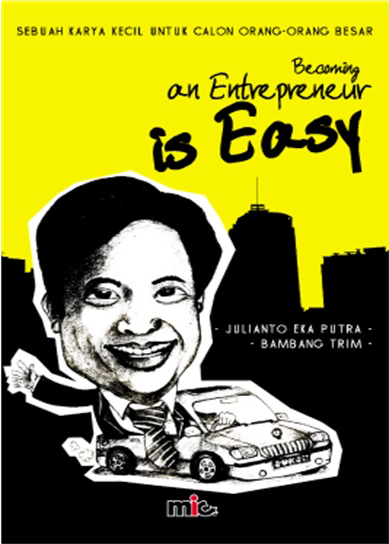 SEBUAH KARYA KECIL UNTUK CALON ORANG-ORANG BESAR
Becoming
an Entrepreneur
is Easy
- JULIANTO EKA PUTRA -
- BAMBANG TRIM -
mic